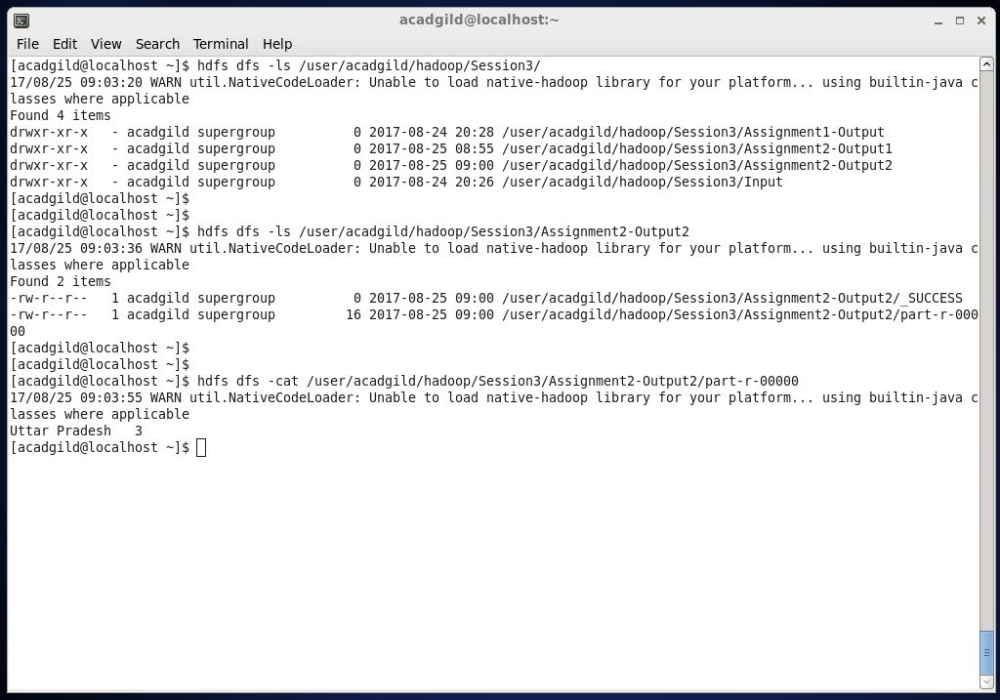 acadgild@localhost:~
File Edit View Search Terminal Help
[acadgild@localhost ~]$ hdfs dfs -ls /user/acadgild/hadoop/Session3/
17/08/25 09:03:20 WARN util.NativeCodeLoader: Unable to load native-hadoop library for your platform... using builtin-java c
lasses where applicable
Found 4 items
drwxr-xr-x   - acadgild supergroup          0 2017-08-24 20:28 /user/acadgild/hadoop/Session3/Assignment1-Output
drwxr-xr-x   - acadgild supergroup          0 2017-08-25 08:55 /user/acadgild/hadoop/Session3/Assignment2-Output1
drwxr-xr-x   - acadgild supergroup          0 2017-08-25 09:00 /user/acadgild/hadoop/Session3/Assignment2-Output2
drwxr-xr-x   - acadgild supergroup          0 2017-08-24 20:26 /user/acadgild/hadoop/Session3/Input
[acadgild@localhost ~]$
[acadgild@localhost ~]$
[acadgild@localhost ~]$ hdfs dfs -ls /user/acadgild/hadoop/Session3/Assignment2-Output2
17/08/25 09:03:36 WARN util.NativeCodeLoader: Unable to load native-hadoop library for your platform... using builtin-java c
lasses where applicable
Found 2 items
-rw-r--r--   1 acadgild supergroup          0 2017-08-25 09:00 /user/acadgild/hadoop/Session3/Assignment2-Output2/_SUCCESS
-rw-r--r--   1 acadgild supergroup         16 2017-08-25 09:00 /user/acadgild/hadoop/Session3/Assignment2-Output2/part-r-000
00
[acadgild@localhost ~]$
[acadgild@localhost ~]$
[acadgild@localhost ~]$ hdfs dfs -cat /user/acadgild/hadoop/Session3/Assignment2-Output2/part-r-00000
17/08/25 09:03:55 WARN util.NativeCodeLoader: Unable to load native-hadoop library for your platform... using builtin-java c
lasses where applicable
Uttar Pradesh   3
[acadgild@localhost ~]$